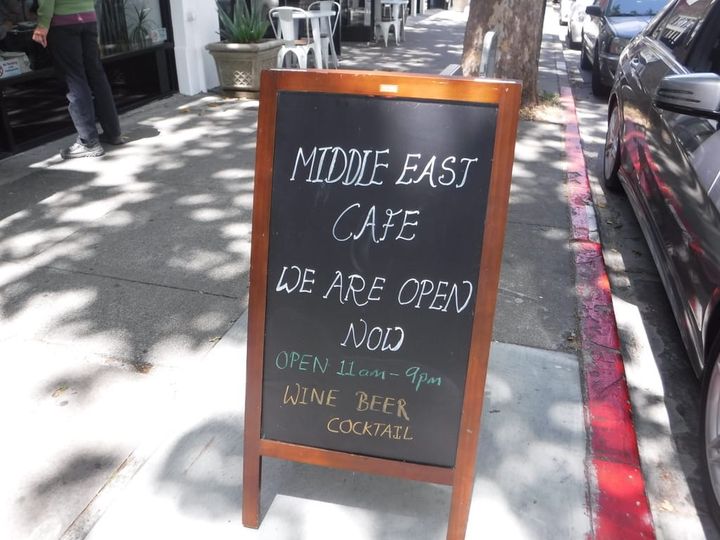 MIDDLE EAST
CAFE
WE ARE OPEN
NOW
OPEN 11am-9pm
WINE BEER
COCKTAIL